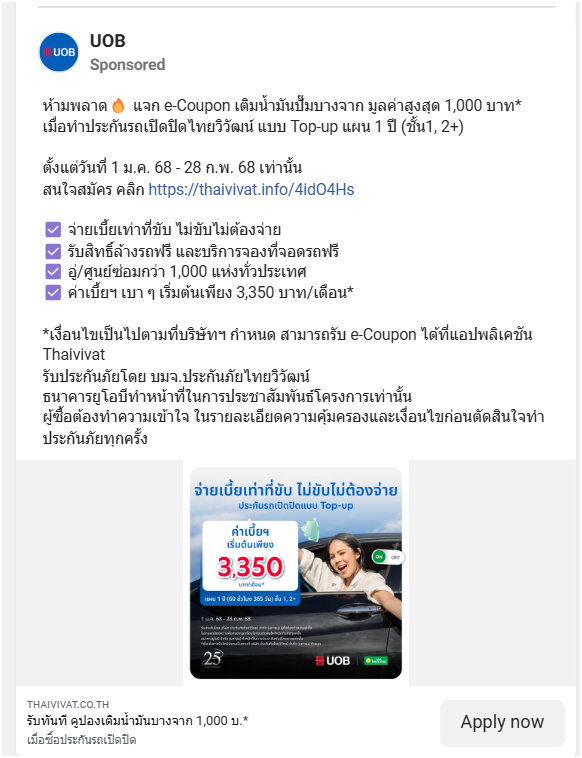 UOB
UOB
Sponsored
ห้ามพลาด🔥 แจก e-Coupon เติมน้ำมันปั๊มบางจาก มูลค่าสูงสุด 1,000 บาท*
เมื่อทำประกันรถเปิดปิดไทยวิวัฒน์ แบบ Top-up แผน 1 ปี (ชั้น1, 2+)
ตั้งแต่วันที่ 1 ม.ค. 68 - 28 ก.พ. 68 เท่านั้น
สนใจสมัคร คลิก https://thaivivat.info/4idO4Hs
☑ จ่ายเบี้ยเท่าที่ขับ ไม่ขับไม่ต้องจ่าย
☑ รับสิทธิ์ล้างรถฟรี และบริการจองที่จอดรถฟรี
☑ อู่/ศูนย์ซ่อมกว่า 1,000 แห่งทั่วประเทศ
☑ ค่าเบี้ยฯ เบา ๆ เริ่มต้นเพียง 3,350 บาท/เดือน*
*เงื่อนไขเป็นไปตามที่บริษัทฯ กำหนด สามารถรับ e-Coupon ได้ที่แอปพลิเคชัน
Thaivivat
รับประกันภัยโดย บมจ.ประกันภัยไทยวิวัฒน์
ธนาคารยูโอบีทำหน้าที่ในการประชาสัมพันธ์โครงการเท่านั้น
ผู้ซื้อต้องทำความเข้าใจ ในรายละเอียดความคุ้มครองและเงื่อนไขก่อนตัดสินใจทำ
ประกันภัยทุกครั้ง
จ่ายเบี้ยเท่าที่ขับ ไม่ขับไม่ต้องจ่าย
ประกันรถเปิดปิดแบบ Top-up
ค่าเบี้ยฯ
เริ่มต้นเพียง
3,350
บาท/เดือน*
แผน 1 ปี (60 ชั่วโมง 365 วัน) ชั้น 1, 2+
ON OFF
1 ม.ค. 68 - 28 ก.พ. 68
25
UOB
THAIVIVAT.CO.TH
รับทันที คูปองเติมน้ำมันบางจาก 1,000 บ.*
เมื่อซื้อประกันรถเปิดปิด
Apply now